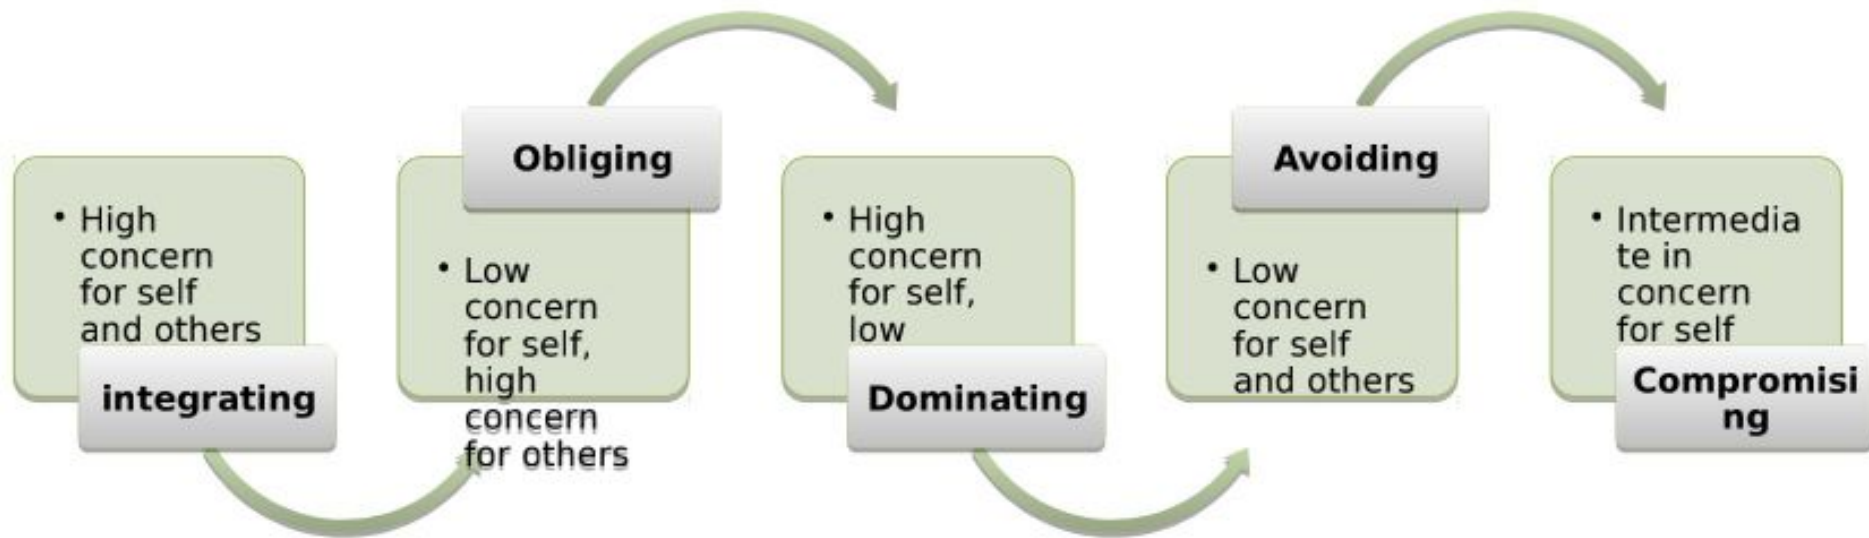 High
concern
for self
and others
integrating
Obliging
Low
concern
for self,
high
concern
for others
High
concern
for self,
low
Dominating
Avoiding
Low
concern
for self
and others
Intermedia
te in
concern
for self
Compromisi
ng